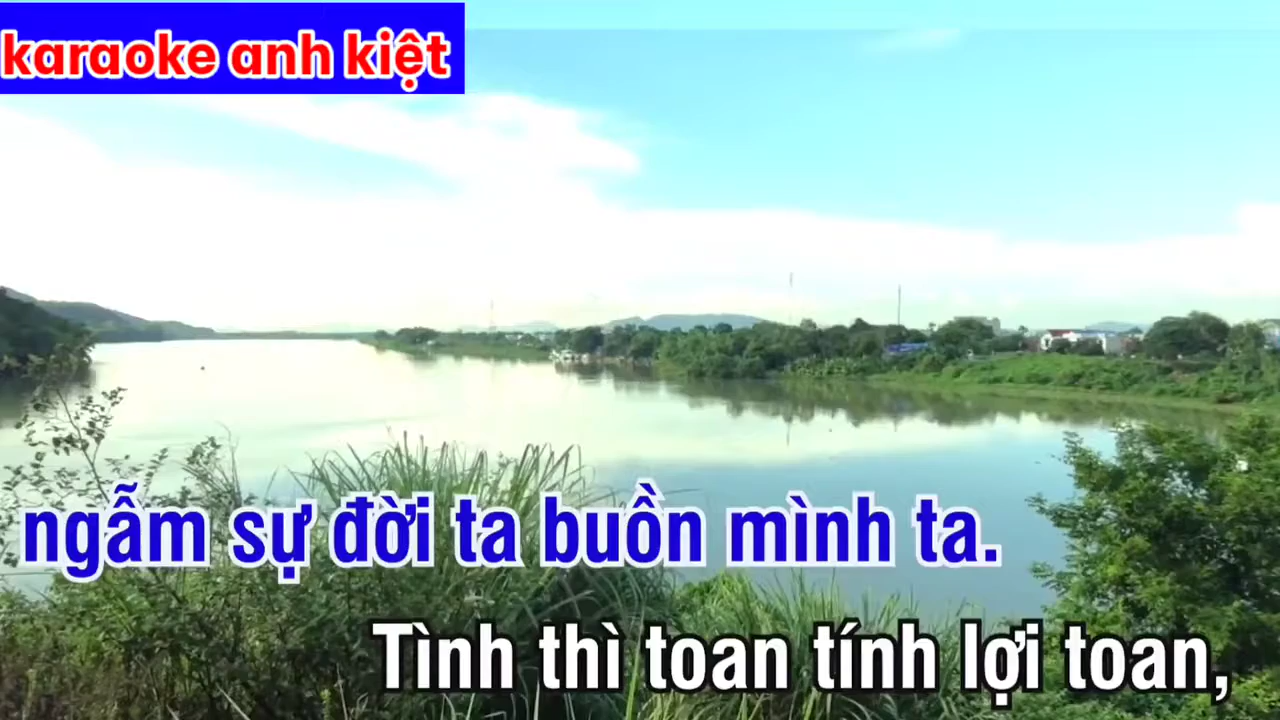 karaoke anh kiệt
ngẫm sự đời ta buồn mình ta.
Tình thì toan tính lợi toan,